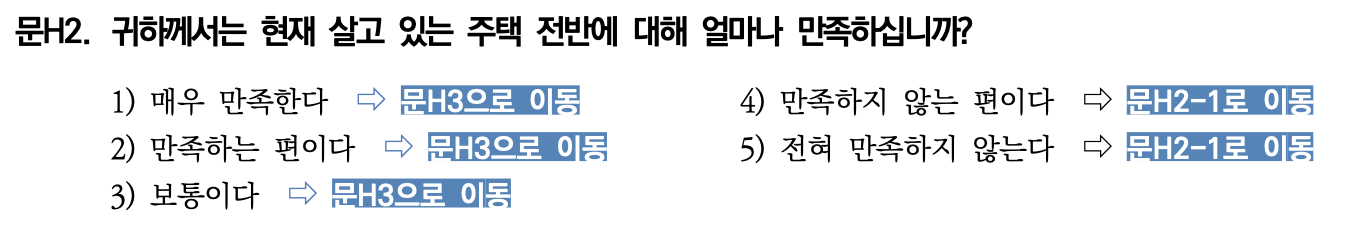 문H2. 귀하께서는 현재 살고 있는 주택 전반에 대해 얼마나 만족하십니까?
1) 매우 만족한다 ⇨ 문H3으로 이동
2) 만족하는 편이다 ⇨ 문H3으로 이동
3) 보통이다 ⇨ 문H3으로 이동
4) 만족하지 않는 편이다 ⇨ 문H2-1로 이동
5) 전혀 만족하지 않는다 ⇨ 문H2-1로 이동